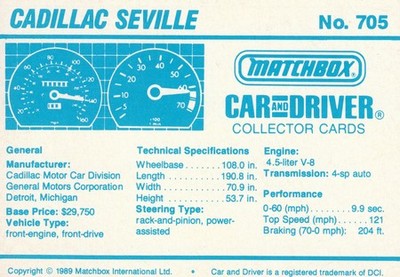 CADILLAC SEVILLE
No. 705
MATCHBOX
CAR AND DRIVER®
COLLECTOR CARDS
General
Manufacturer:
Cadillac Motor Car Division
General Motors Corporation
Detroit, Michigan
Base Price: $29,750
Vehicle Type:
front-engine, front-drive
Technical Specifications
Wheelbase . . . . . . . 108.0 in.
Length . . . . . . . . . . 190.8 in.
Width . . . . . . . . . . . . 70.9 in.
Height . . . . . . . . . . . 53.7 in.
Steering Type:
rack-and-pinion, power-
assisted
Engine:
4.5-liter V-8
Transmission: 4-sp auto
Performance
0-60 (mph) . . . . . . . . 9.9 sec.
Top Speed (mph) . . . . . . 121
Braking (70-0 mph): 204 ft.
Copyright © 1989 Matchbox International Ltd. • Car and Driver is a registered trademark of DCI.